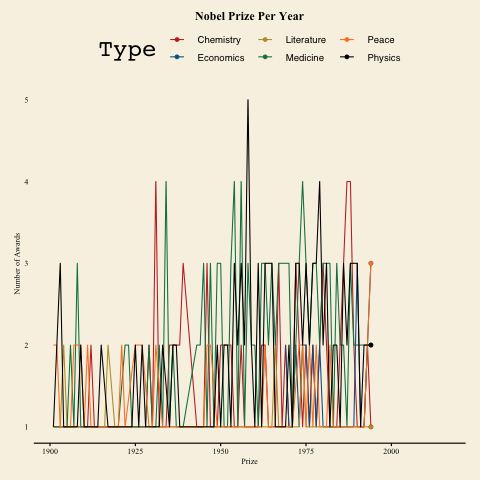 Nobel Prize Per Year
Type
Chemistry
Literature
Peace
Economics
Medicine
Physics
Number of Awards
5
4
3
2
1
1900
1925
1950
1975
2000
Prize